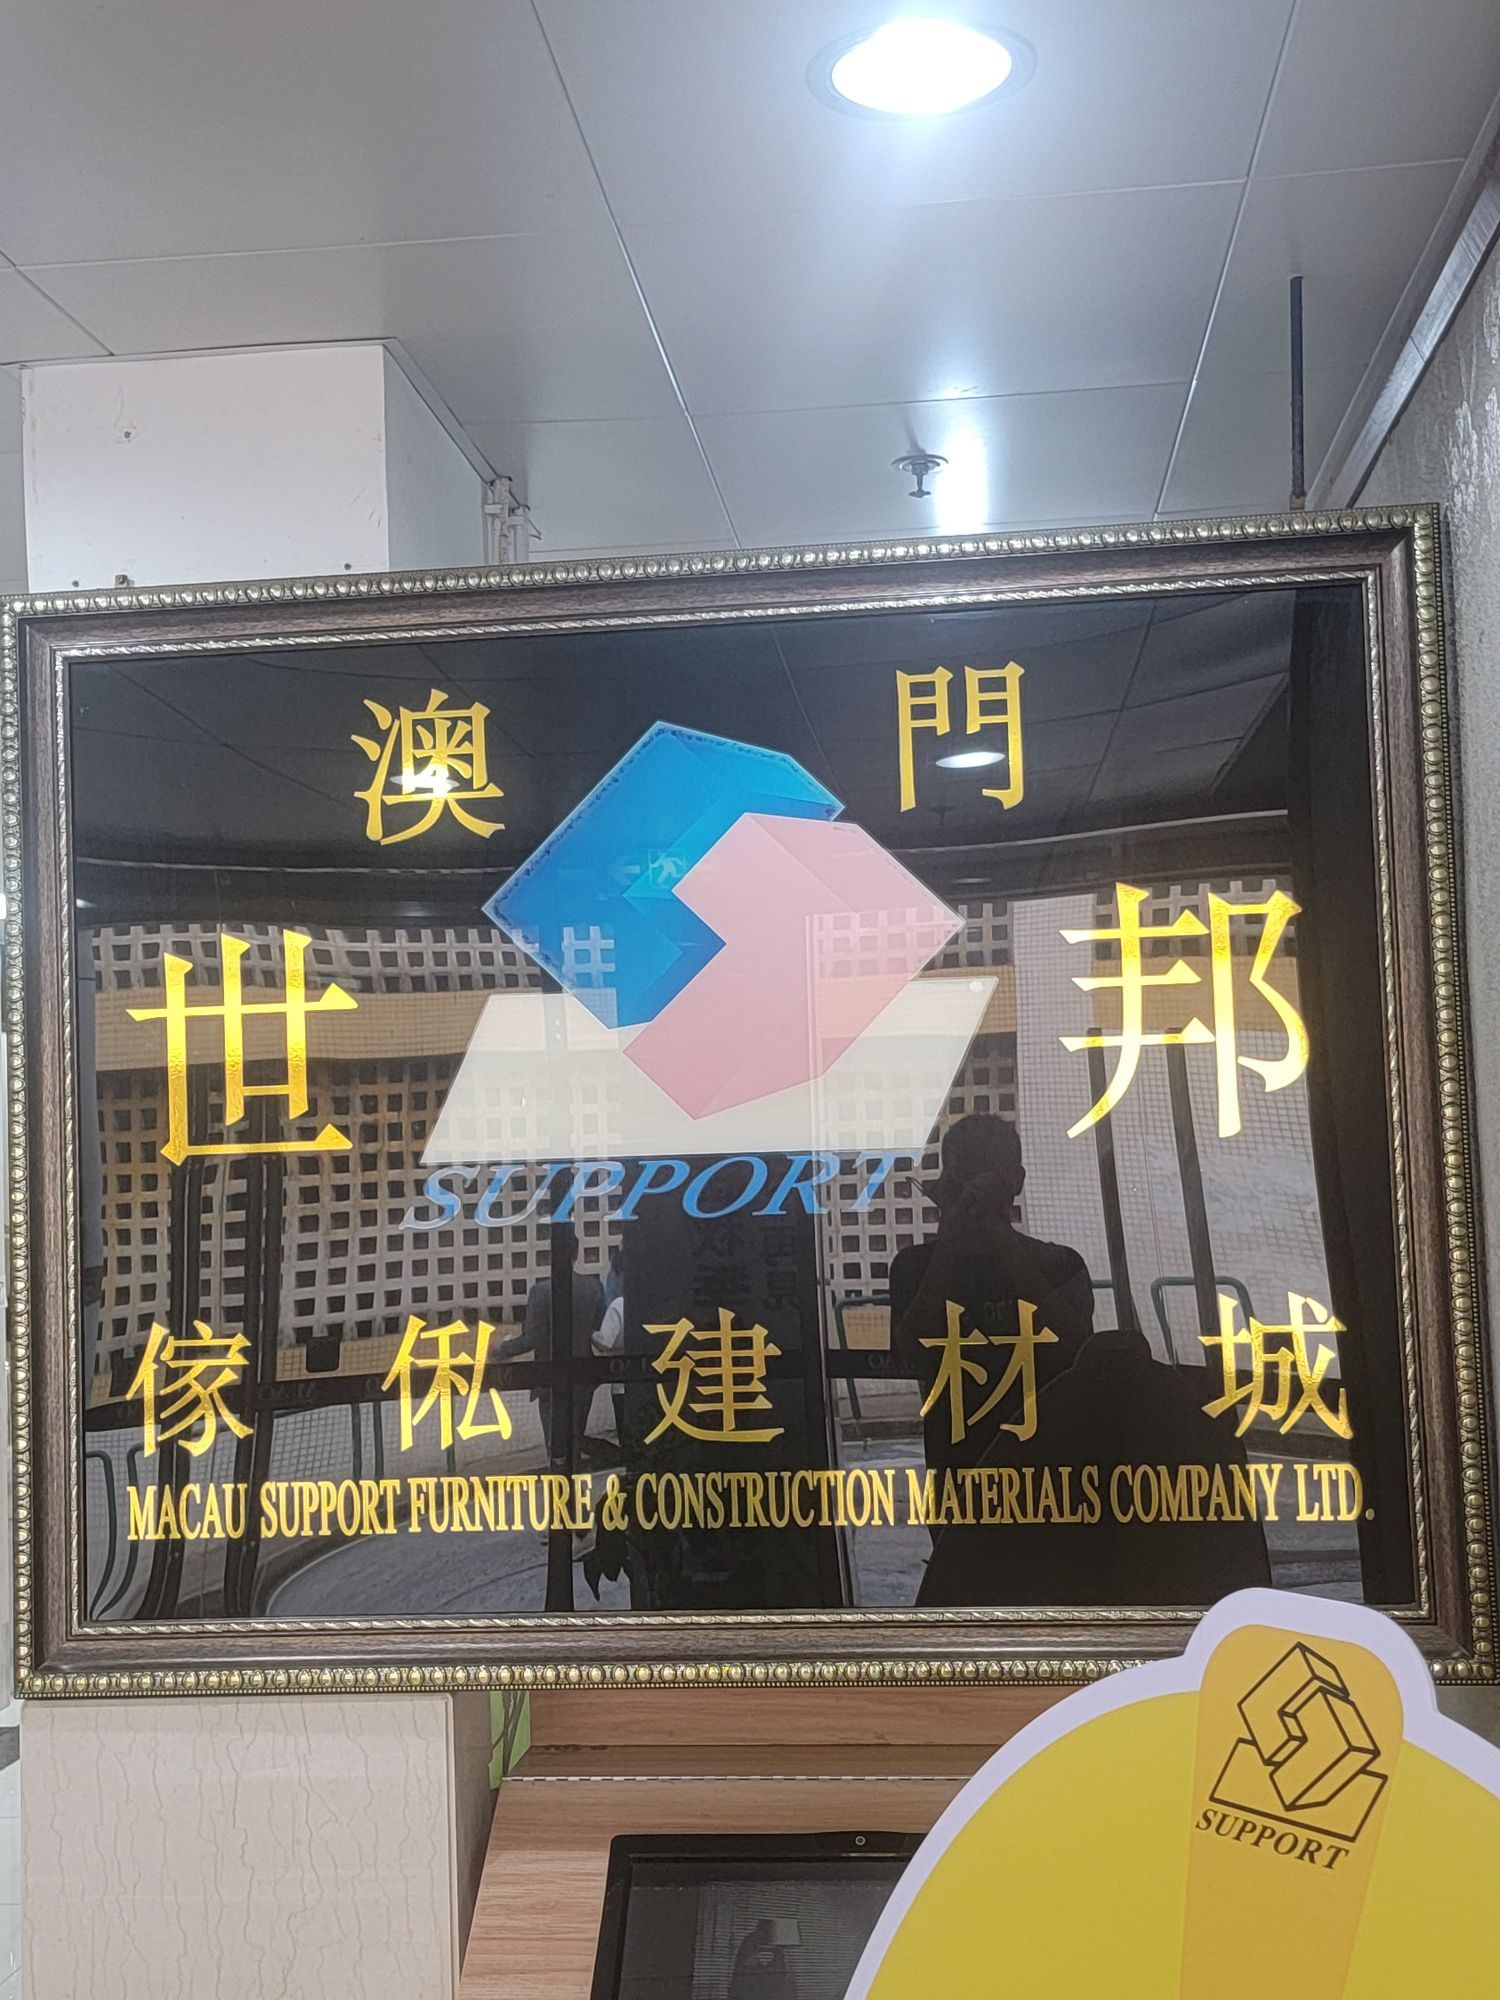 澳門
世邦
SUPPORT
傢俬建材城
MACAU SUPPORT FURNITURE & CONSTRUCTION MATERIALS COMPANY LTD.
SUPPORT